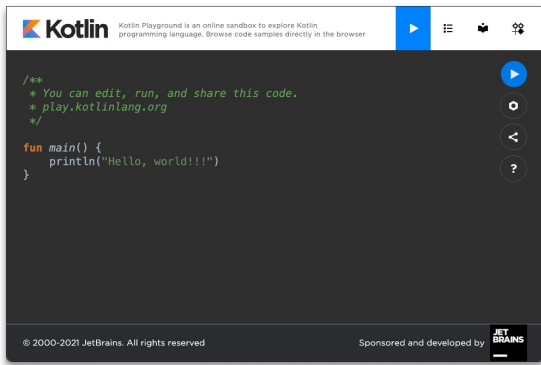 Kotlin
Kotlin Playground is an online sandbox to explore Kotlin
programming language. Browse code samples directly in the browser
/**
* You can edit, run, and share this code.
* play.kotlinlang.org
*/
fun main() {
println("Hello, world!!!")
}
?
© 2000-2021 JetBrains. All rights reserved
Sponsored and developed by
JET
BRAINS